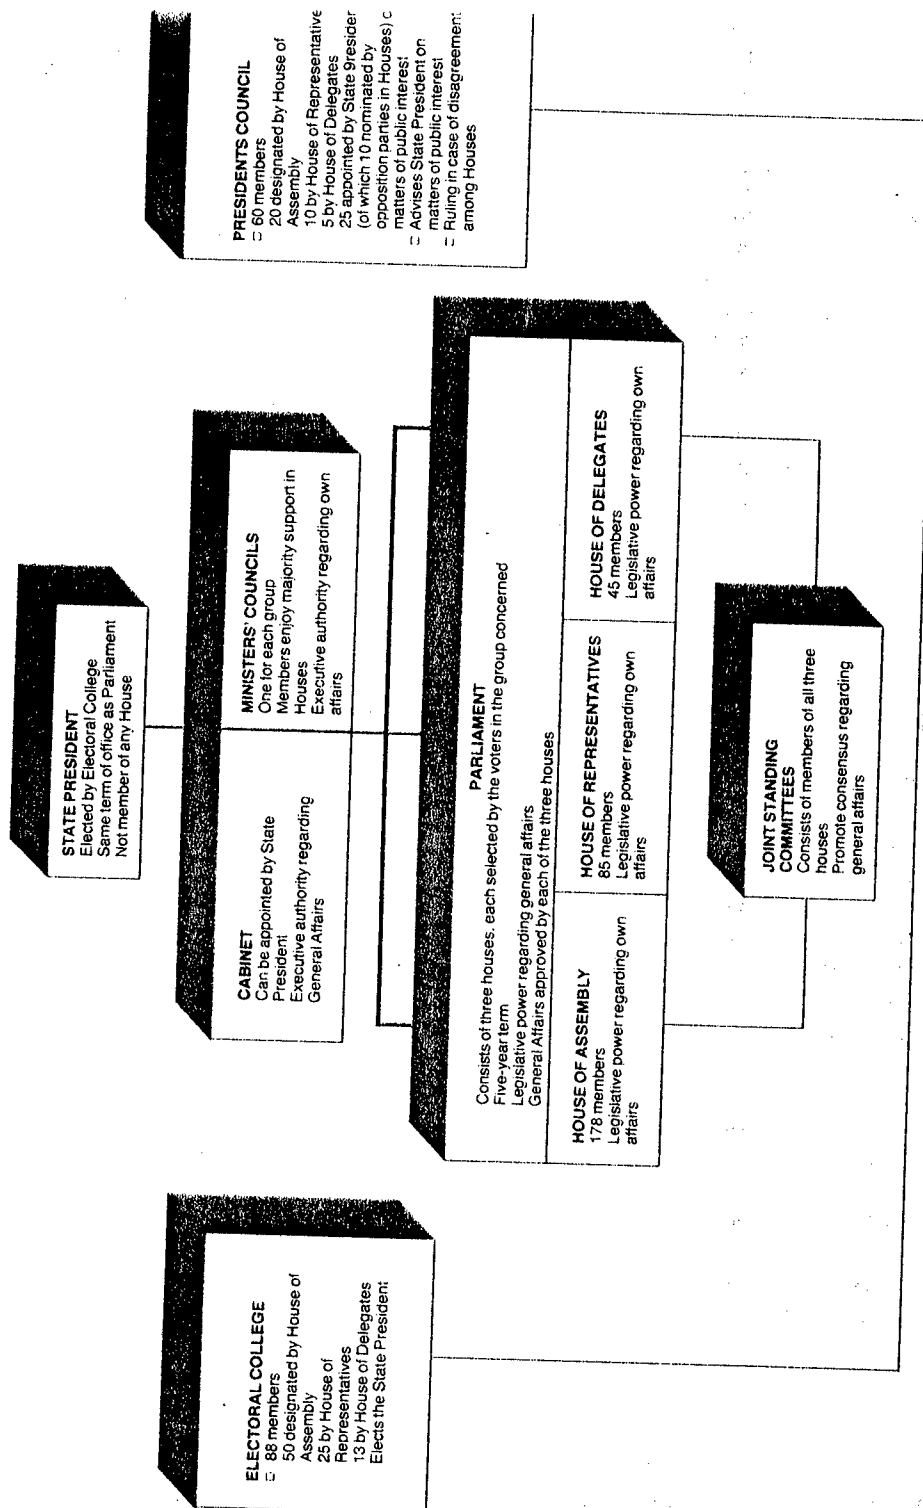 STATE PRESIDENT
Elected by Electoral College
Same term of office as Parliament
Not member of any House
ELECTORAL COLLEGE
88 members
50 designated by House of
Assembly
25 by House of
Representatives
13 by House of Delegates
Elects the State President
CABINET
Can be appointed by State
President
Executive authority regarding
General Affairs
MINISTERS' COUNCILS
One for each group
Members enjoy majority support in
Houses
Executive authority regarding own
affairs
PRESIDENTS COUNCIL
60 members
20 designated by House of
Assembly
10 by House of Representative
5 by House of Delegates
25 appointed by State 9resider
(of which 10 nominated by
opposition parties in Houses) c
matters of public interest
Advises State President on
matters of public interest
Ruling in case of disagreement
among Houses
PARLIAMENT
Consists of three houses, each selected by the voters in the group concerned
Five-year term
Legislative power regarding general affairs
General Affairs approved by each of the three houses
HOUSE OF ASSEMBLY
178 members
Legislative power regarding own
affairs
HOUSE OF REPRESENTATIVES
85 members
Legislative power regarding own
affairs
HOUSE OF DELEGATES
45 members
Legislative power regarding own
affairs
JOINT STANDING
COMMITTEES
Consists of members of all three
houses
Promote consensus regarding
general affairs